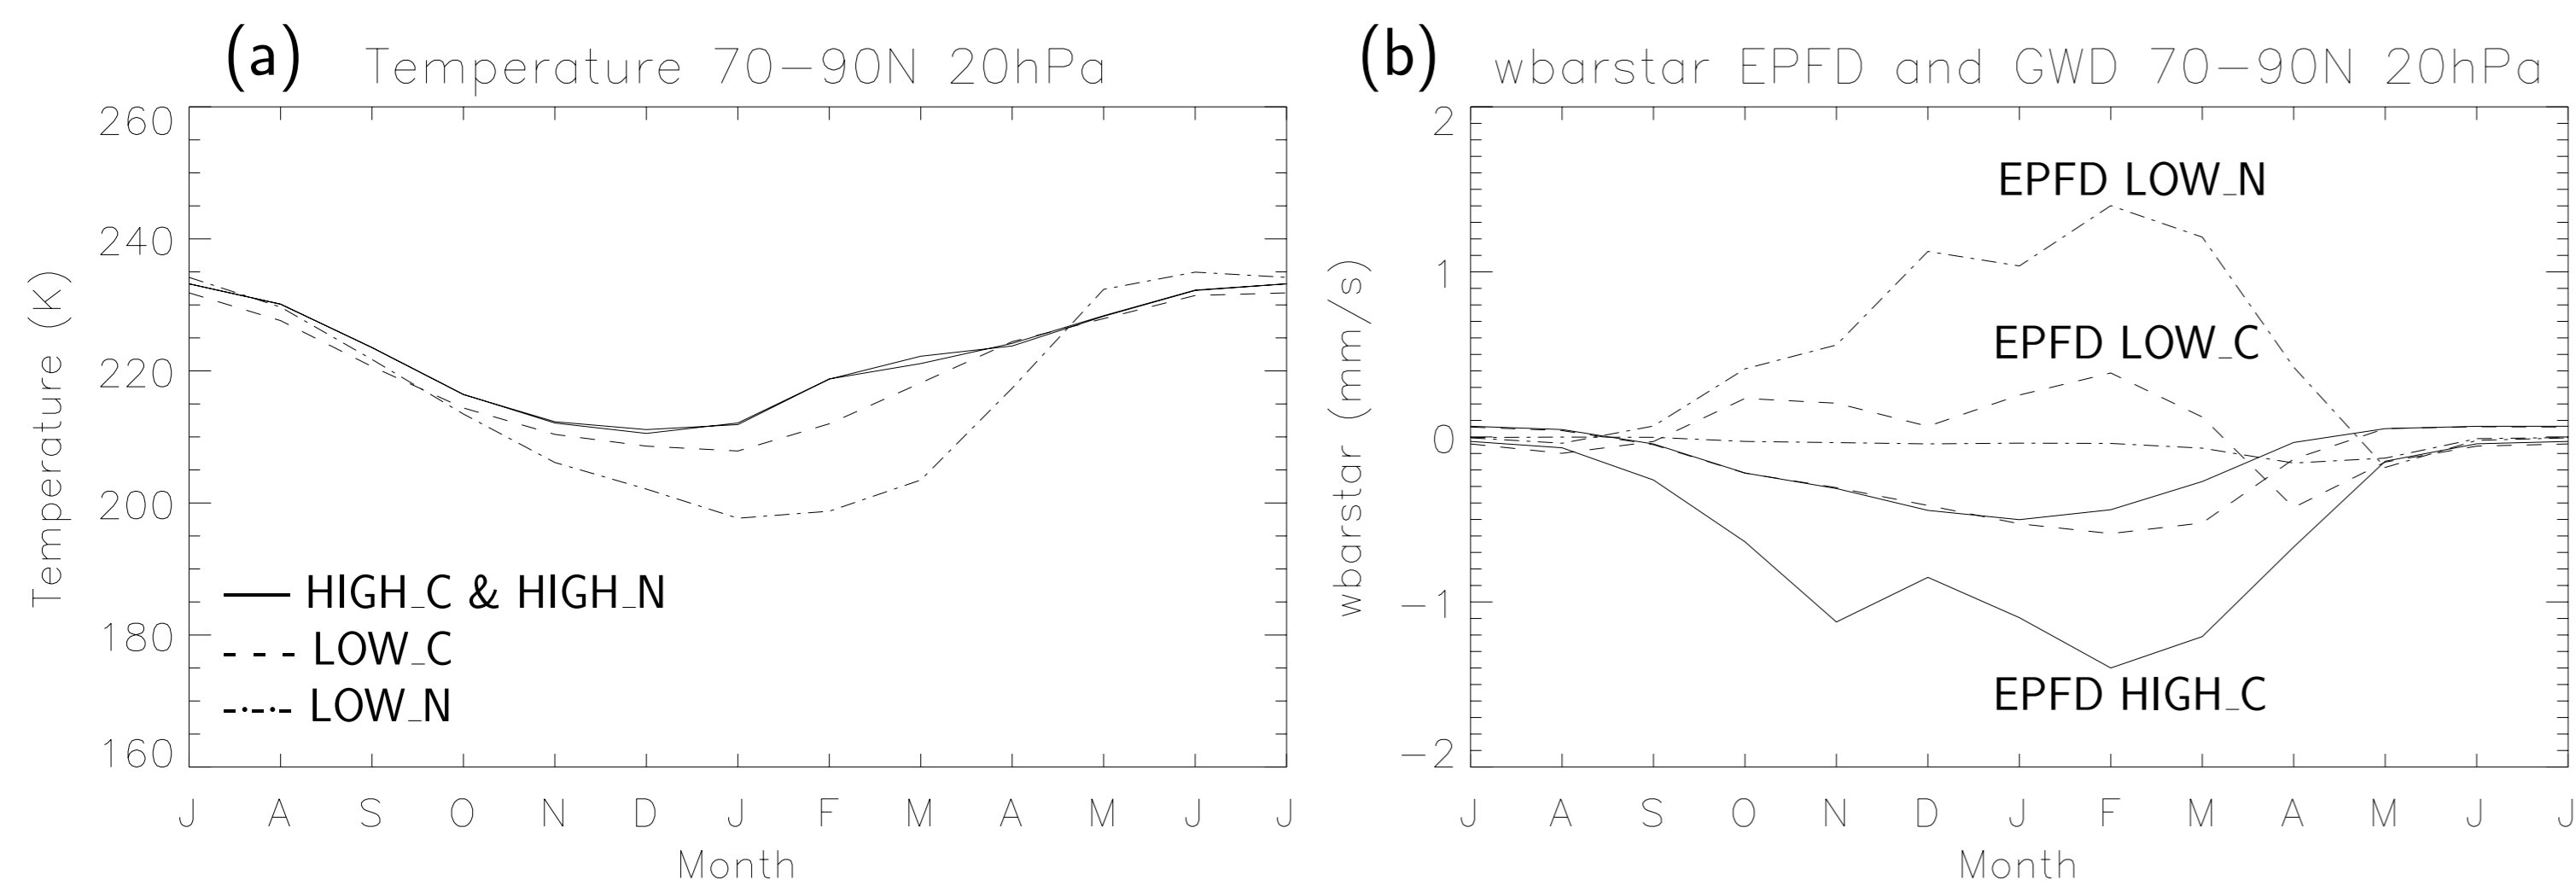 (a) Temperature 70−90N 20hPa
260
240
220
200
180
160
Temperature (K)
HIGH_C & HIGH_N
LOW_C
LOW_N
J A S O N D J F M A M J J
Month
(b) wbarstar EPFD and GWD 70−90N 20hPa
2
1
0
−1
−2
wbarstar (mm/s)
EPFD LOW_N
EPFD LOW_C
EPFD HIGH_C
J A S O N D J F M A M J J
Month